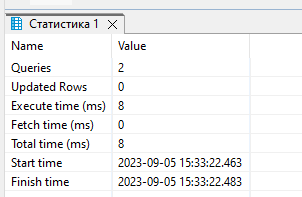 Статистика 1
Name Value
Queries 2
Updated Rows 0
Execute time (ms) 8
Fetch time (ms) 0
Total time (ms) 8
Start time 2023-09-05 15:33:22.463
Finish time 2023-09-05 15:33:22.483